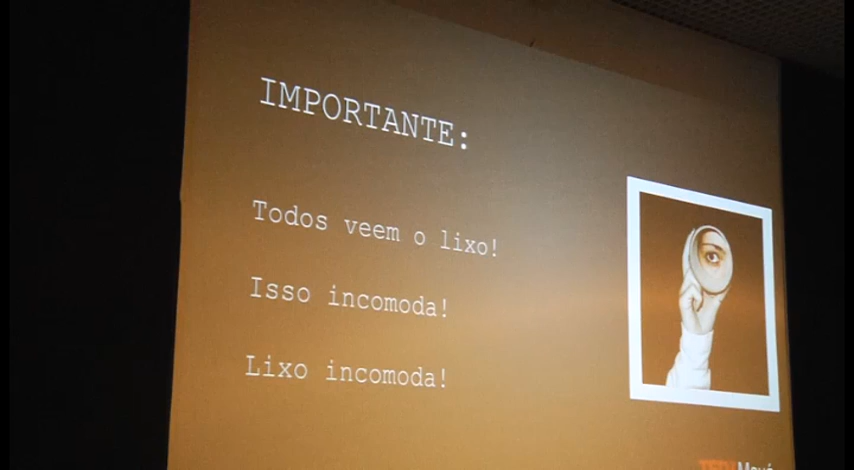 IMPORTANTE:
Todos veem o lixo!
Isso incomoda!
Lixo incomoda!